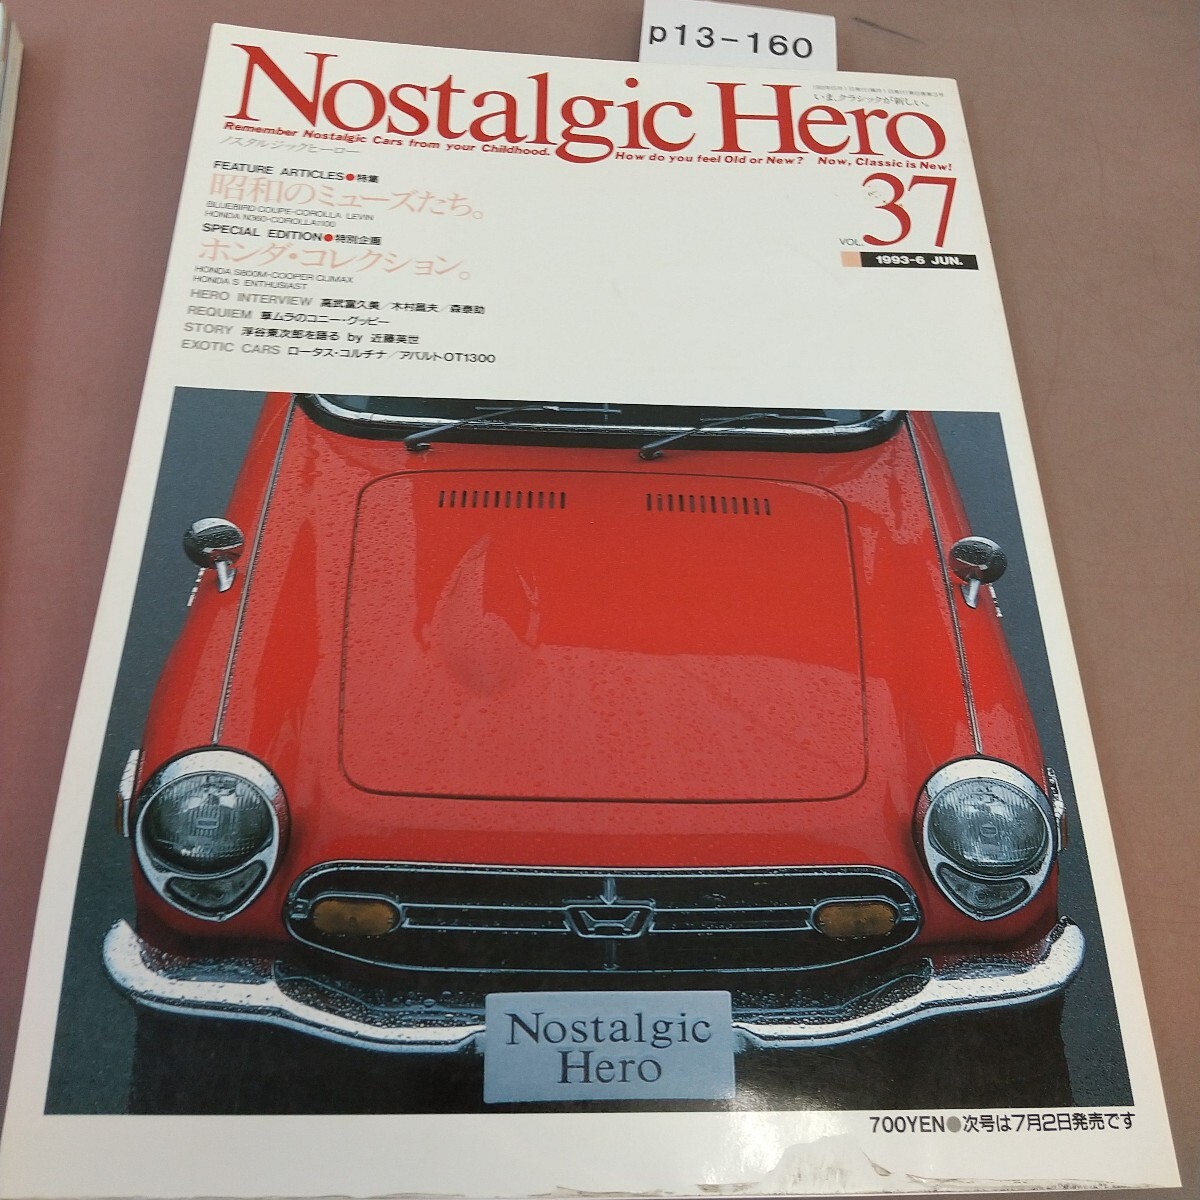 p13-160
Nostalgic Hero
いま、クラシックが新しい。
Remember Nostalgic Cars from your Childhood.
How do you feel Old or New? Now, Classic is New!
ノスタルジックヒーロー
FEATURE ARTICLES●特集
昭和のミューズたち。
BLUEBIRD COUPE-COROLLA LEVIN
HONDA N360-COROLLA1100
SPECIAL EDITION●特別企画
ホンダ・コレクション。
HONDA S800M-COOPER CLIMAX
HONDA S ENTHUSIAST
HERO INTERVIEW 高武富久美/木村昌夫/森泰助
REQUIEM 草ムラのコニー・グッピー
STORY 浮谷東次郎を語る by 近藤英世
EXOTIC CARS ロータス・コルチナ/アバルトOT1300
VOL. 37
1993-6 JUN.
Nostalgic
Hero
700YEN●次号は7月2日発売です